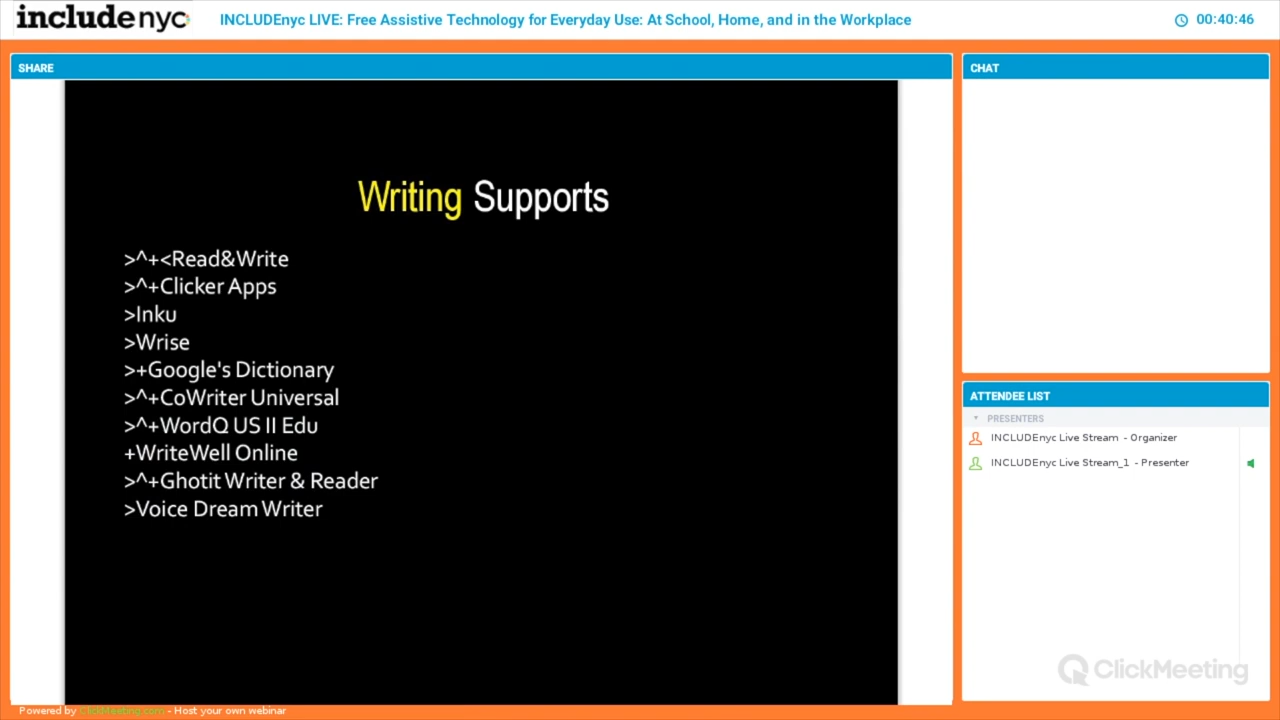 includenyc
INCLUDEnyc LIVE: Free Assistive Technology for Everyday Use: At School, Home, and in the Workplace
00:40:46
SHARE
Writing Supports
>^+<Read&Write
>^+Clicker Apps
>Inku
>Wrise
>+Google's Dictionary
>^+CoWriter Universal
>^+WordQ US II Edu
+WriteWell Online
>^+Ghotit Writer & Reader
>Voice Dream Writer
CHAT
ATTENDEE LIST
PRESENTERS
INCLUDEnyc Live Stream - Organizer
INCLUDEnyc Live Stream_1 - Presenter
ClickMeeting
Powered by ClickMeeting.com - Host your own webinar